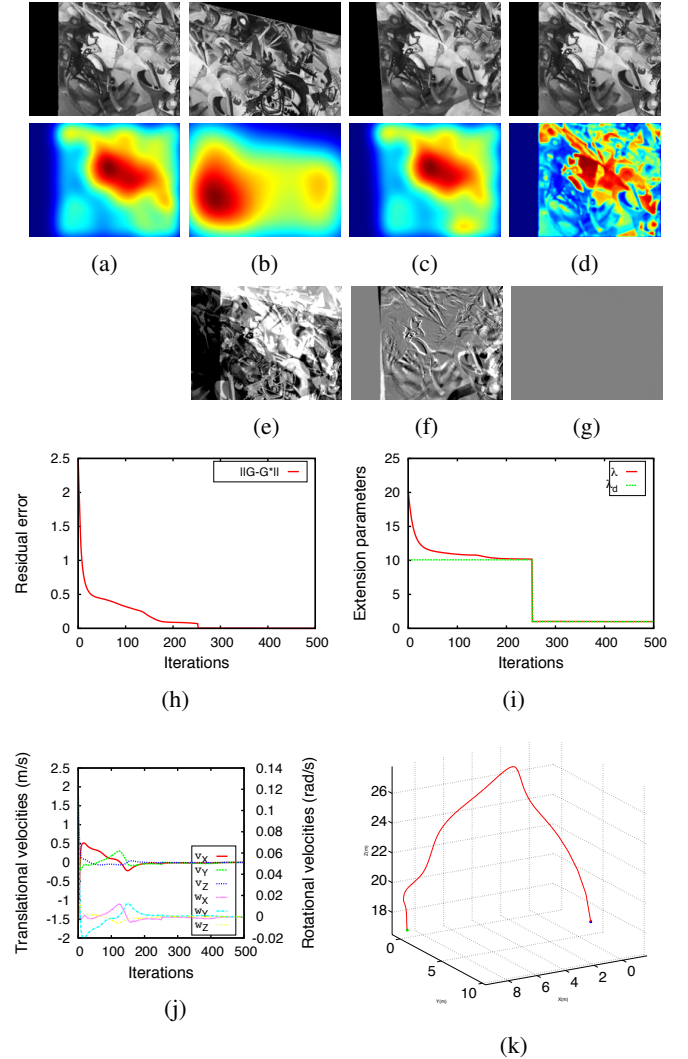 (a) (b) (c) (d)
(e) (f) (g)
2.5
2
1.5
1
0.5
0
0 100 200 300 400 500
Residual error
Iterations
||G-G*||
(h)
25
20
15
10
5
0
0 100 200 300 400 500
Extension parameters
Iterations
λ
λd
(i)
2.5
2
1.5
1
0.5
0
-0.5
-1
-1.5
-2
0 100 200 300 400 500
Translational velocities (m/s)
0.14
0.12
0.1
0.08
0.06
0.04
0.02
0
-0.02
Rotational velocities (rad/s)
Iterations
vX
vY
vZ
wX
wY
wZ
(j)
26
24
22
20
18
0
5
10
8
6
4
2
0
Y(m)
X(m)
(k)